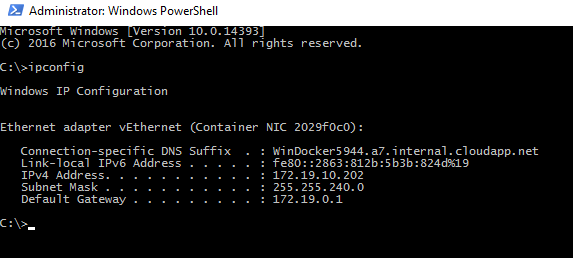 Administrator: Windows PowerShell
Microsoft Windows [Version 10.0.14393]
(c) 2016 Microsoft Corporation. All rights reserved.
C:\>ipconfig
Windows IP Configuration
Ethernet adapter vEthernet (Container NIC 2029f0c0):
Connection-specific DNS Suffix  . : WinDocker5944.a7.internal.cloudapp.net
Link-local IPv6 Address . . . . . : fe80::2863:812b:5b3b:824d%19
IPv4 Address. . . . . . . . . . . : 172.19.10.202
Subnet Mask . . . . . . . . . . . : 255.255.240.0
Default Gateway . . . . . . . . . : 172.19.0.1
C:\>_